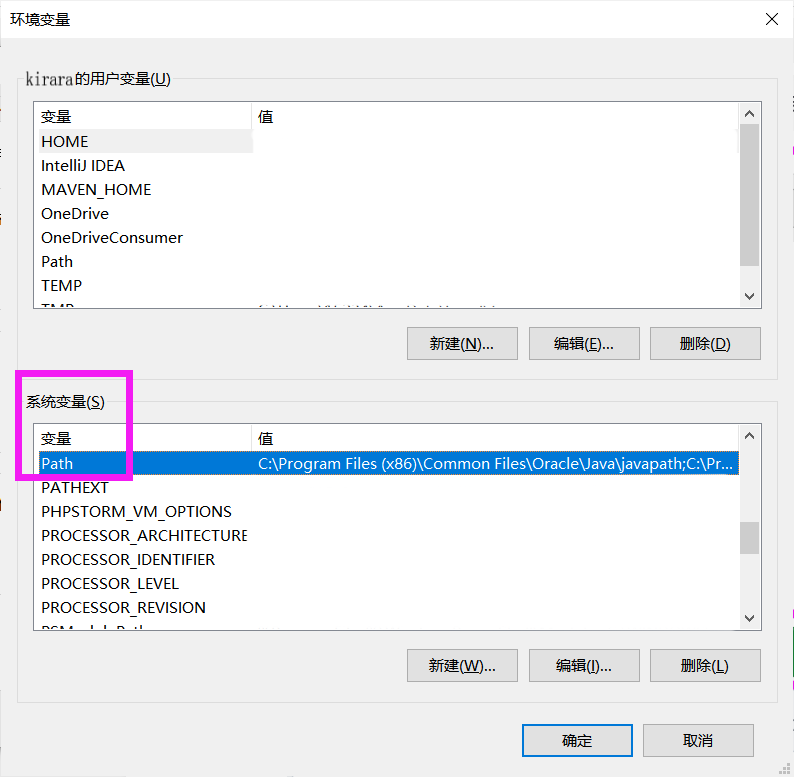 环境变量
kirara的用户变量(U)
变量 值
HOME
IntelliJ IDEA
MAVEN_HOME
OneDrive
OneDriveConsumer
Path
TEMP
新建(N)... 编辑(E)... 删除(D)
系统变量(S)
变量 值
Path C:\Program Files (x86)\Common Files\Oracle\Java\javapath;C:\Pr...
PATHEXT
PHPSTORM_VM_OPTIONS
PROCESSOR_ARCHITECTURE
PROCESSOR_IDENTIFIER
PROCESSOR_LEVEL
PROCESSOR_REVISION
新建(W)... 编辑(I)... 删除(L)
确定 取消